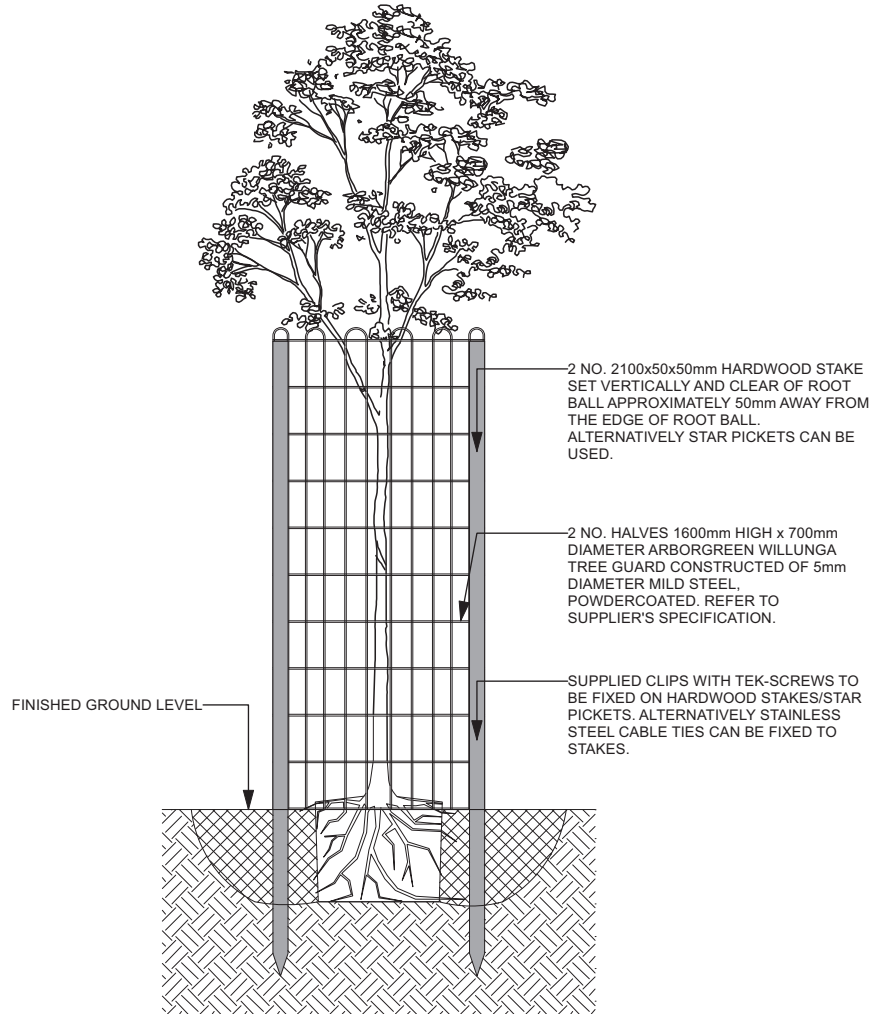 2 NO. 2100x50x50mm HARDWOOD STAKE
SET VERTICALLY AND CLEAR OF ROOT
BALL APPROXIMATELY 50mm AWAY FROM
THE EDGE OF ROOT BALL.
ALTERNATIVELY STAR PICKETS CAN BE
USED.
2 NO. HALVES 1600mm HIGH x 700mm
DIAMETER ARBORGREEN WILLUNGA
TREE GUARD CONSTRUCTED OF 5mm
DIAMETER MILD STEEL,
POWDERCOATED. REFER TO
SUPPLIER'S SPECIFICATION.
SUPPLIED CLIPS WITH TEK-SCREWS TO
BE FIXED ON HARDWOOD STAKES/STAR
PICKETS. ALTERNATIVELY STAINLESS
STEEL CABLE TIES CAN BE FIXED TO
STAKES.
FINISHED GROUND LEVEL